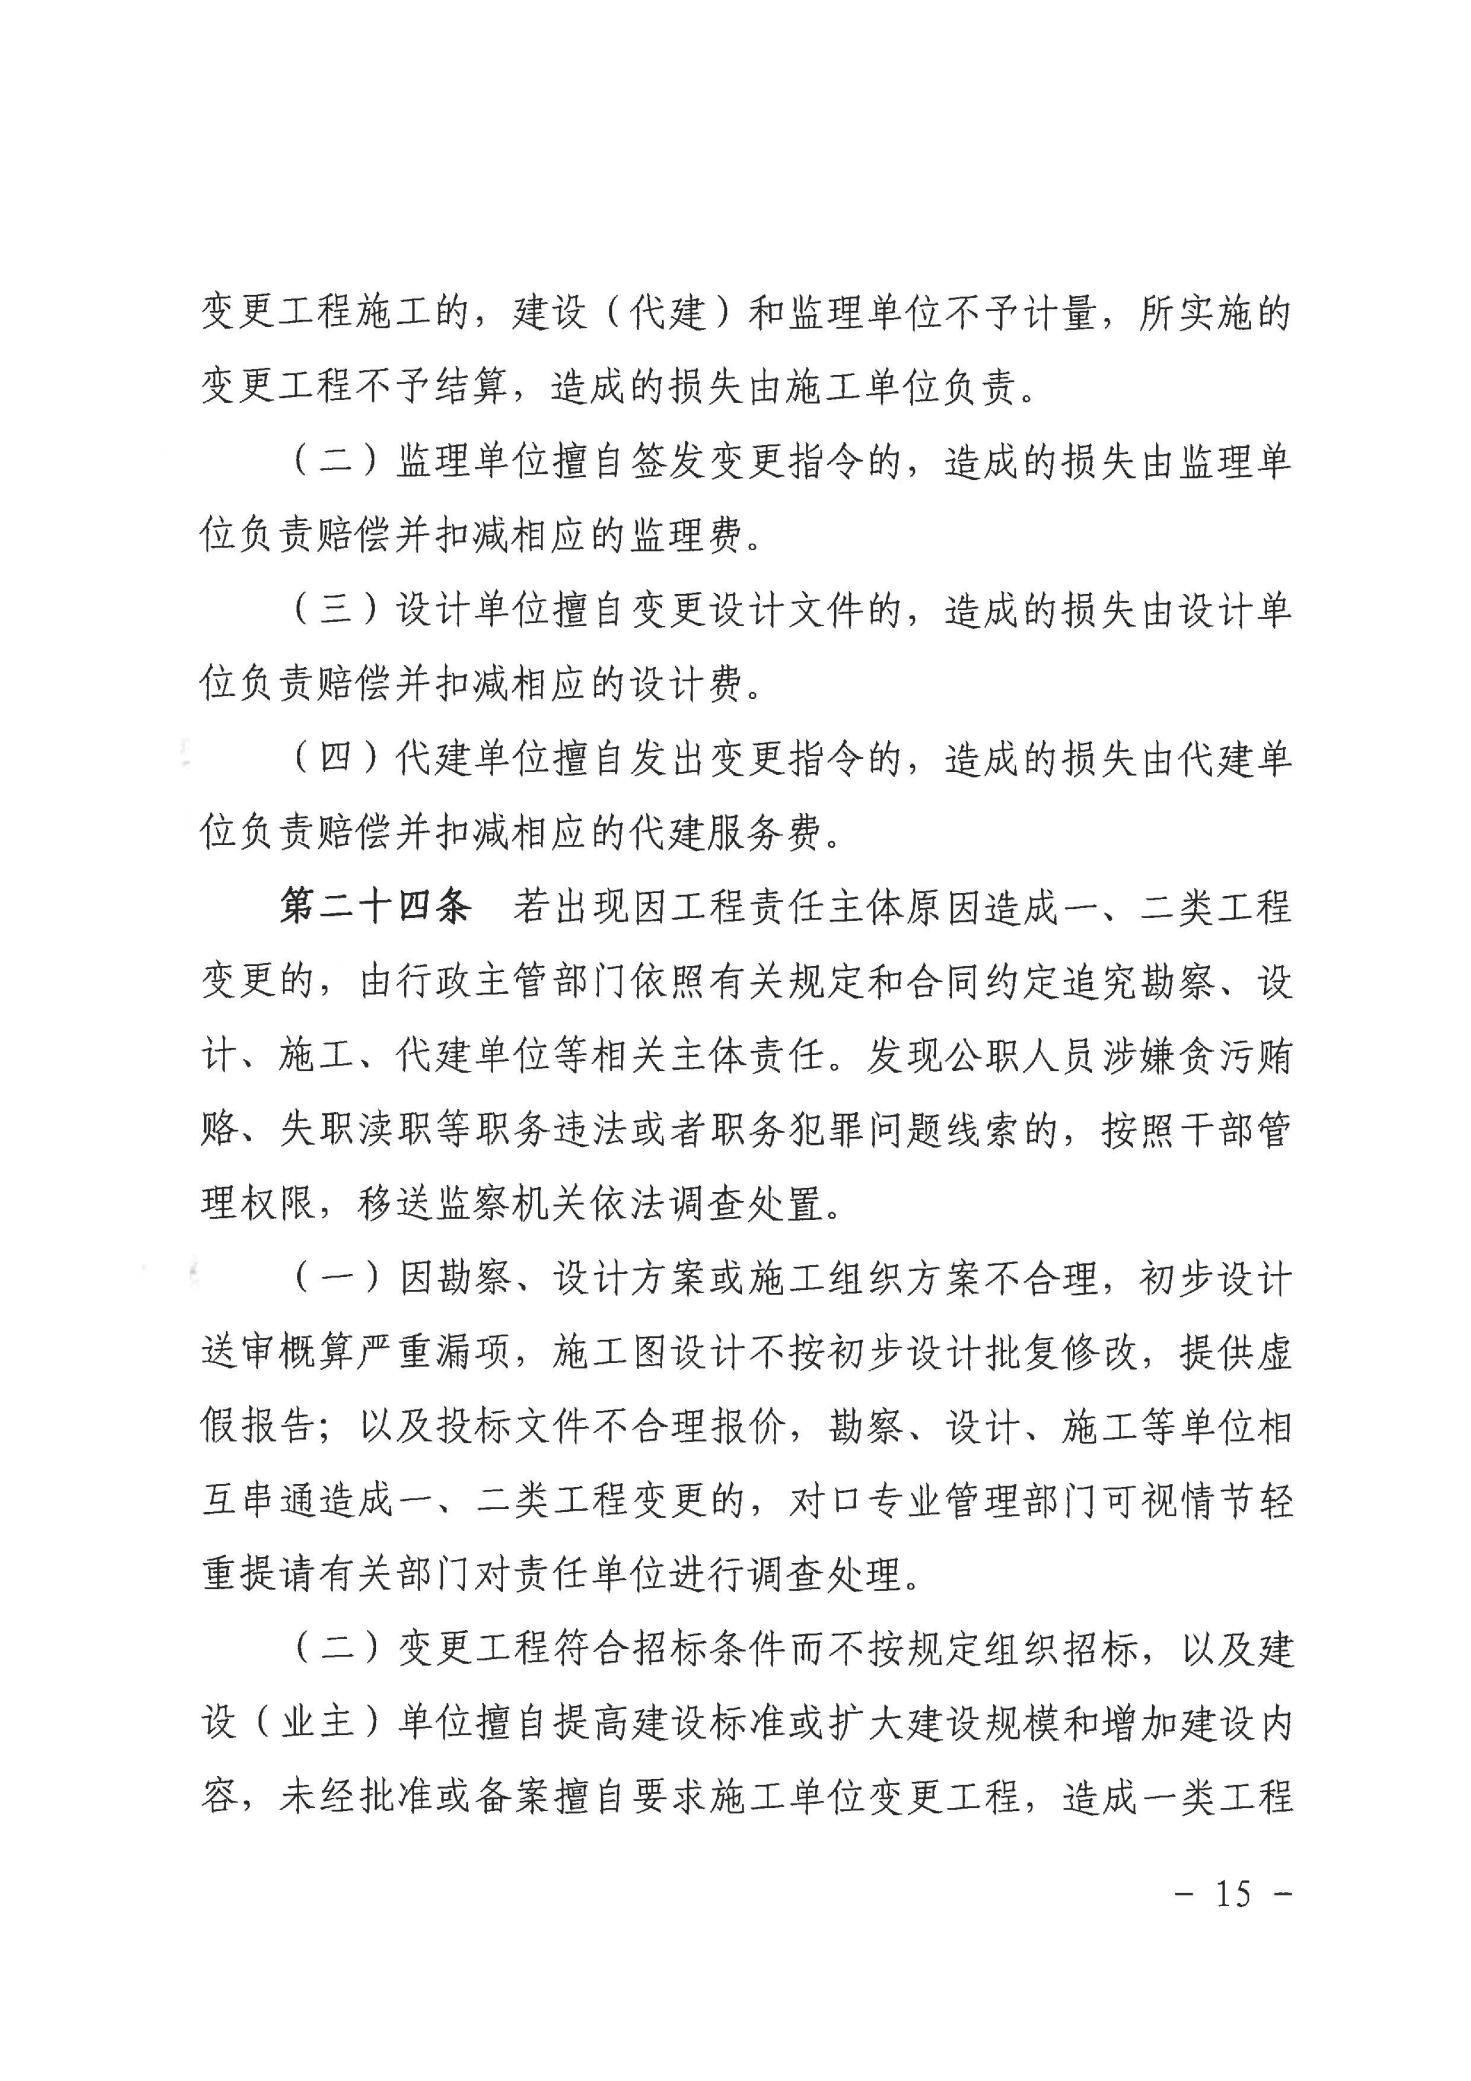 变更工程施工的，建设（代建）和监理单位不予计量，所实施的
变更工程不予结算，造成的损失由施工单位负责。
（二）监理单位擅自签发变更指令的，造成的损失由监理单
位负责赔偿并扣减相应的监理费。
（三）设计单位擅自变更设计文件的，造成的损失由设计单
位负责赔偿并扣减相应的设计费。
（四）代建单位擅自发出变更指令的，造成的损失由代建单
位负责赔偿并扣减相应的代建服务费。
第二十四条　若出现因工程责任主体原因造成一、二类工程
变更的，由行政主管部门依照有关规定和合同约定追究勘察、设
计、施工、代建单位等相关主体责任。发现公职人员涉嫌贪污贿
赂、失职渎职等职务违法或者职务犯罪问题线索的，按照干部管
理权限，移送监察机关依法调查处置。
（一）因勘察、设计方案或施工组织方案不合理，初步设计
送审概算严重漏项，施工图设计不按初步设计批复修改，提供虚
假报告；以及投标文件不合理报价，勘察、设计、施工等单位相
互串通造成一、二类工程变更的，对口专业管理部门可视情节轻
重提请有关部门对责任单位进行调查处理。
（二）变更工程符合招标条件而不按规定组织招标，以及建
设（业主）单位擅自提高建设标准或扩大建设规模和增加建设内
容，未经批准或备案擅自要求施工单位变更工程，造成一类工程
－ 15 －